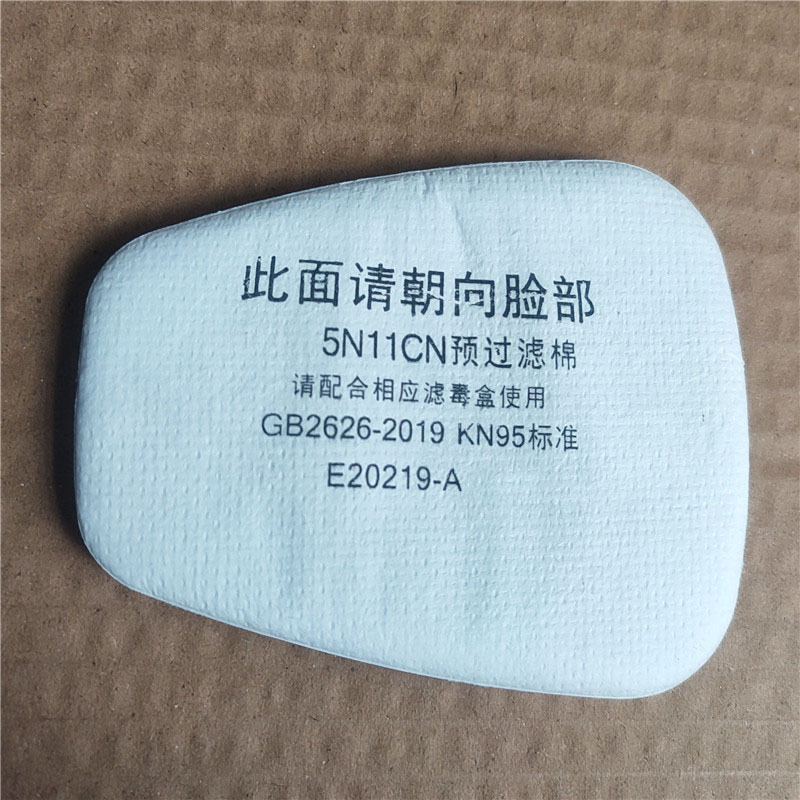 此面请朝向脸部
5N11CN预过滤棉
请配合相应滤毒盒使用
GB2626-2019 KN95标准
E20219-A